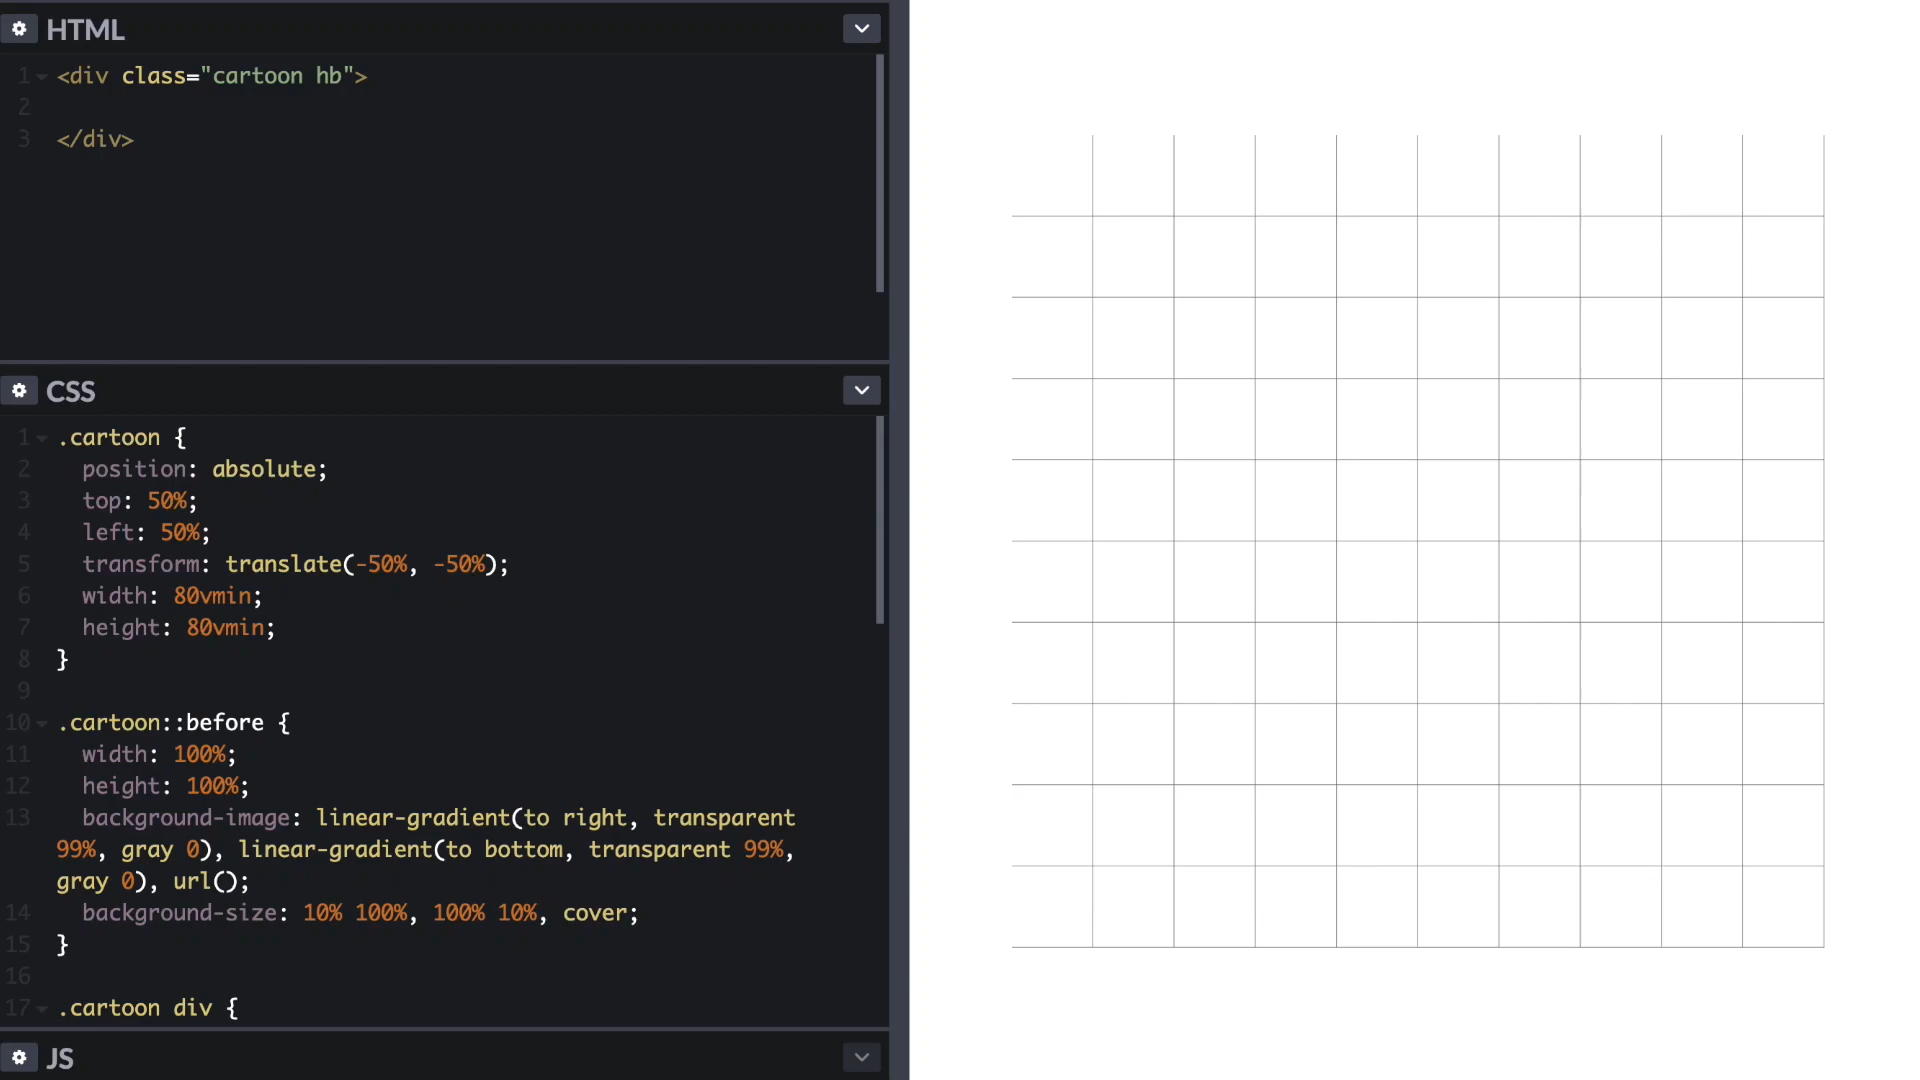 HTML
1 <div class="cartoon hb">
2
3 </div>
CSS
1 .cartoon {
2 position: absolute;
3 top: 50%;
4 left: 50%;
5 transform: translate(-50%, -50%);
6 width: 80vmin;
7 height: 80vmin;
8 }
9
10 .cartoon::before {
11 width: 100%;
12 height: 100%;
13 background-image: linear-gradient(to right, transparent
99%, gray 0), linear-gradient(to bottom, transparent 99%,
gray 0), url();
14 background-size: 10% 100%, 100% 10%, cover;
15 }
16
17 .cartoon div {
JS